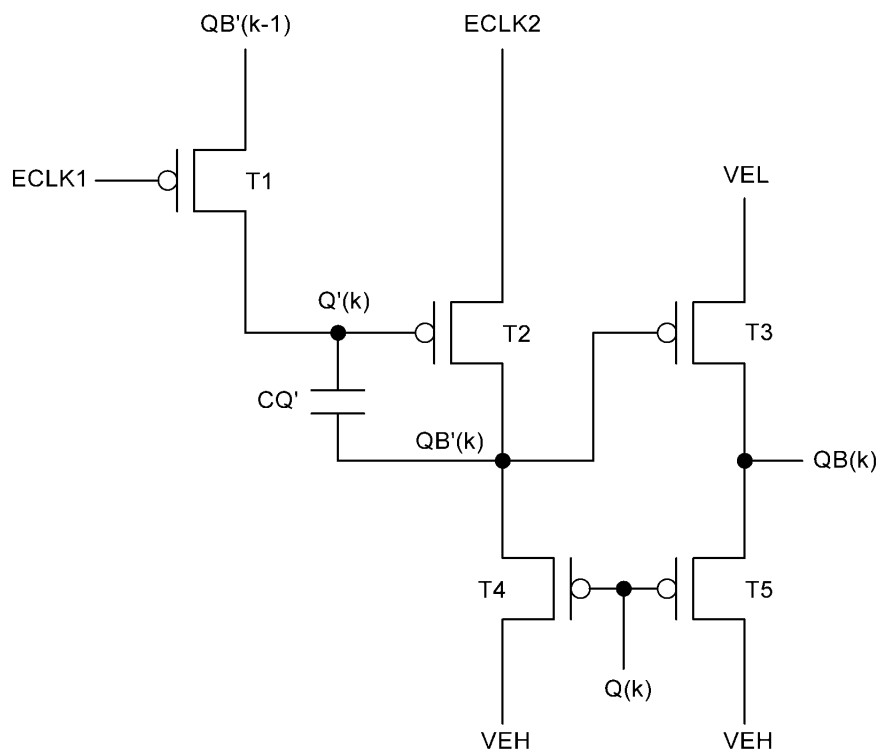 QB'(k-1)
ECLK2
ECLK1
T1
VEL
Q'(k)
T2
T3
CQ'
QB'(k)
QB(k)
T4
T5
Q(k)
VEH
VEH